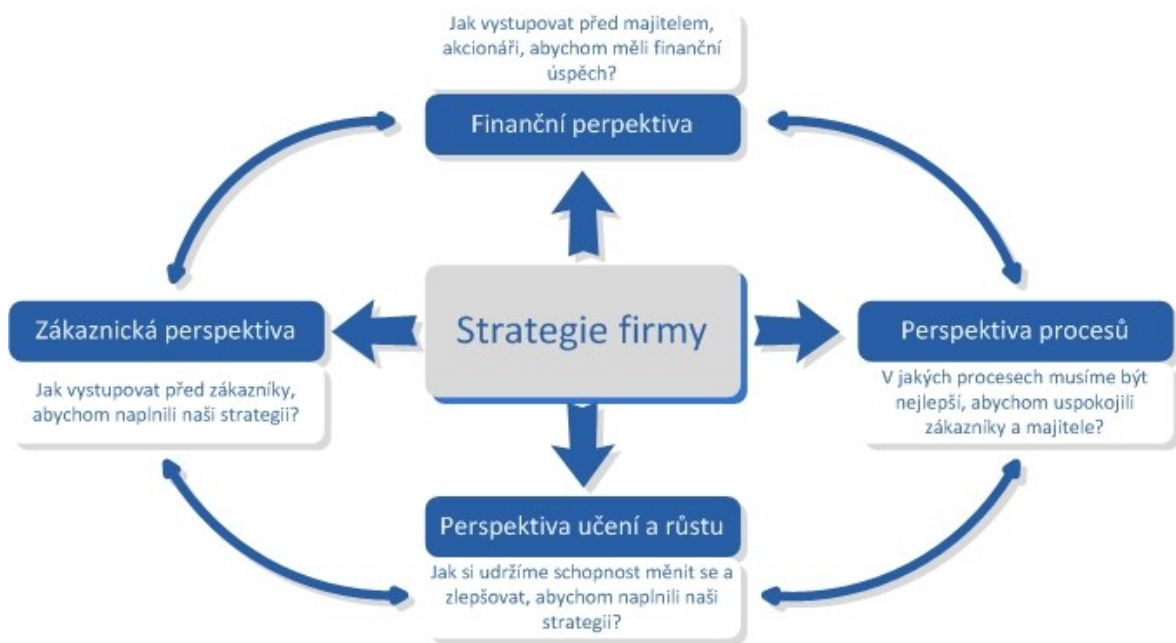 Jak vystupovat před majitelem,
akcionáři, abychom měli finanční
úspěch?
Finanční perpektiva
Strategie firmy
Zákaznická perspektiva
Jak vystupovat před zákazníky,
abychom naplnili naši strategii?
Perspektiva procesů
V jakých procesech musíme být
nejlepší, abychom uspokojili
zákazníky a majitele?
Perspektiva učení a růstu
Jak si udržíme schopnost měnit se a
zlepšovat, abychom naplnili naši
strategii?